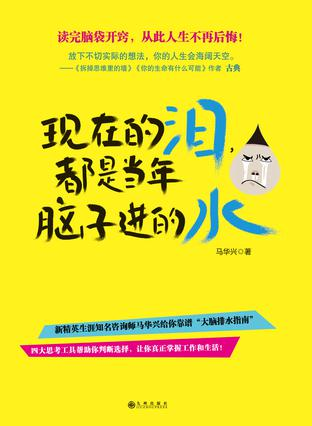 读完脑袋开窍，从此人生不再后悔！
放下不切实际的想法，你的人生会海阔天空。
——《拆掉思维里的墙》《你的生命有什么可能》作者 古典
现在的泪，
都是当年
脑子进的水
马华兴◎著
新精英生涯知名咨询师马华兴给你靠谱“大脑排水指南”
四大思考工具帮助你判断选择，让你真正掌握工作和生活！
九州出版社
JIUZHOUPRESS